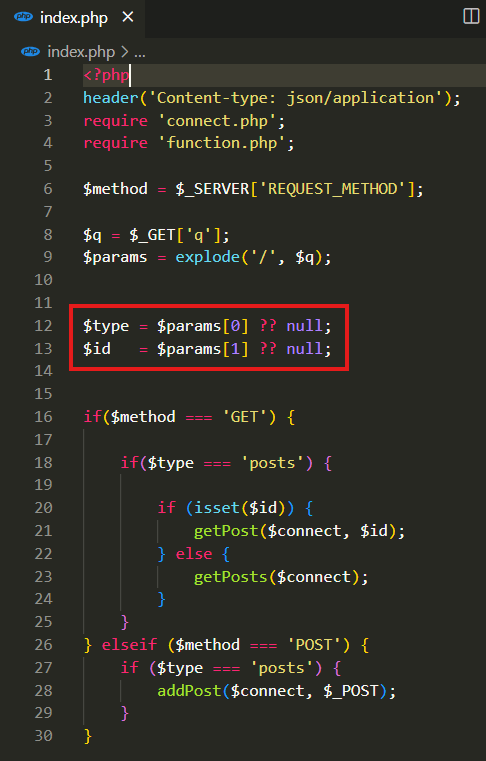 php index.php ×
php index.php > ...
1 <?php
2 header('Content-type: json/application');
3 require 'connect.php';
4 require 'function.php';
5
6 $method = $_SERVER['REQUEST_METHOD'];
7
8 $q = $_GET['q'];
9 $params = explode('/', $q);
10
11
12 $type = $params[0] ?? null;
13 $id   = $params[1] ?? null;
14
15
16 if($method === 'GET') {
17
18     if($type === 'posts') {
19
20         if (isset($id)) {
21             getPost($connect, $id);
22         } else {
23             getPosts($connect);
24         }
25     }
26 } elseif ($method === 'POST') {
27     if ($type === 'posts') {
28         addPost($connect, $_POST);
29     }
30 }